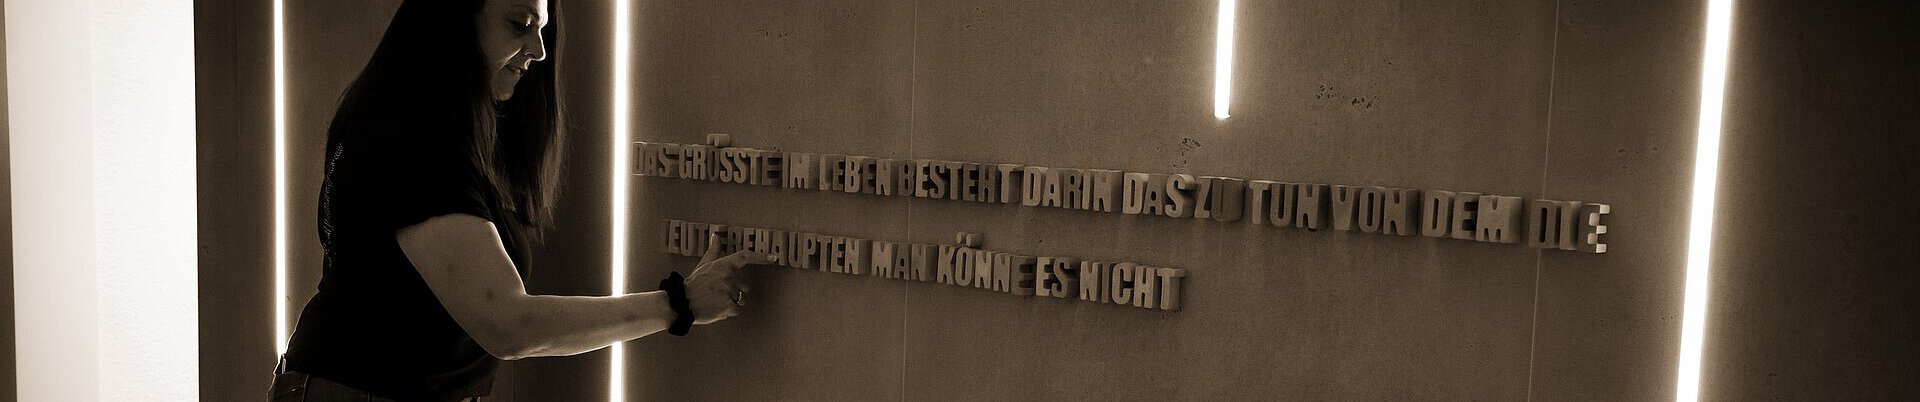 DAS GRÖSSTE IM LEBEN BESTEHT DARIN DAS ZU TUN VON DEM DIE
LEUTE BEHAUPTEN MAN KÖNNE ES NICHT